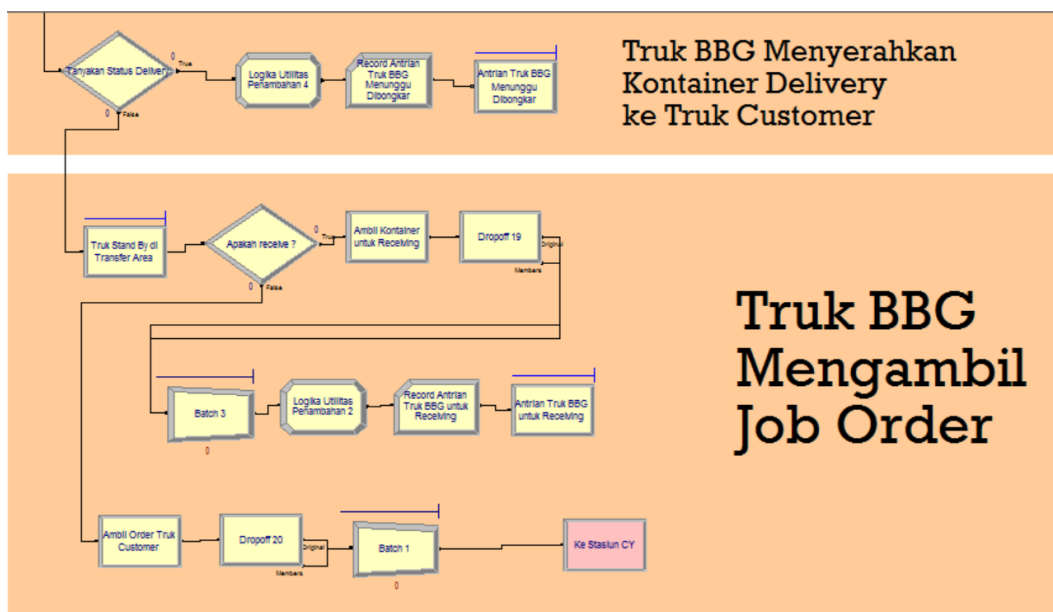 Tanyakan Status Delivery
0
True
0
False
Logika Utilitas
Penambahan 4
Record Antrian
Truk BBG
Menunggu
Dibongkar
Antrian Truk BBG
Menunggu
Dibongkar
Truk BBG Menyerahkan
Kontainer Delivery
ke Truk Customer
Truk Stand By di
Transfer Area
Apakah receive ?
0
True
0
False
Ambil Kontainer
untuk Receiving
Dropoff 19
Original
Members
Truk BBG
Mengambil
Job Order
Batch 3
0
Logika Utilitas
Penambahan 2
Record Antrian
Truk BBG untuk
Receiving
Antrian Truk BBG
untuk Receiving
Ambil Order Truk
Customer
Dropoff 20
Original
Members
Batch 1
0
Ke Stasiun CY